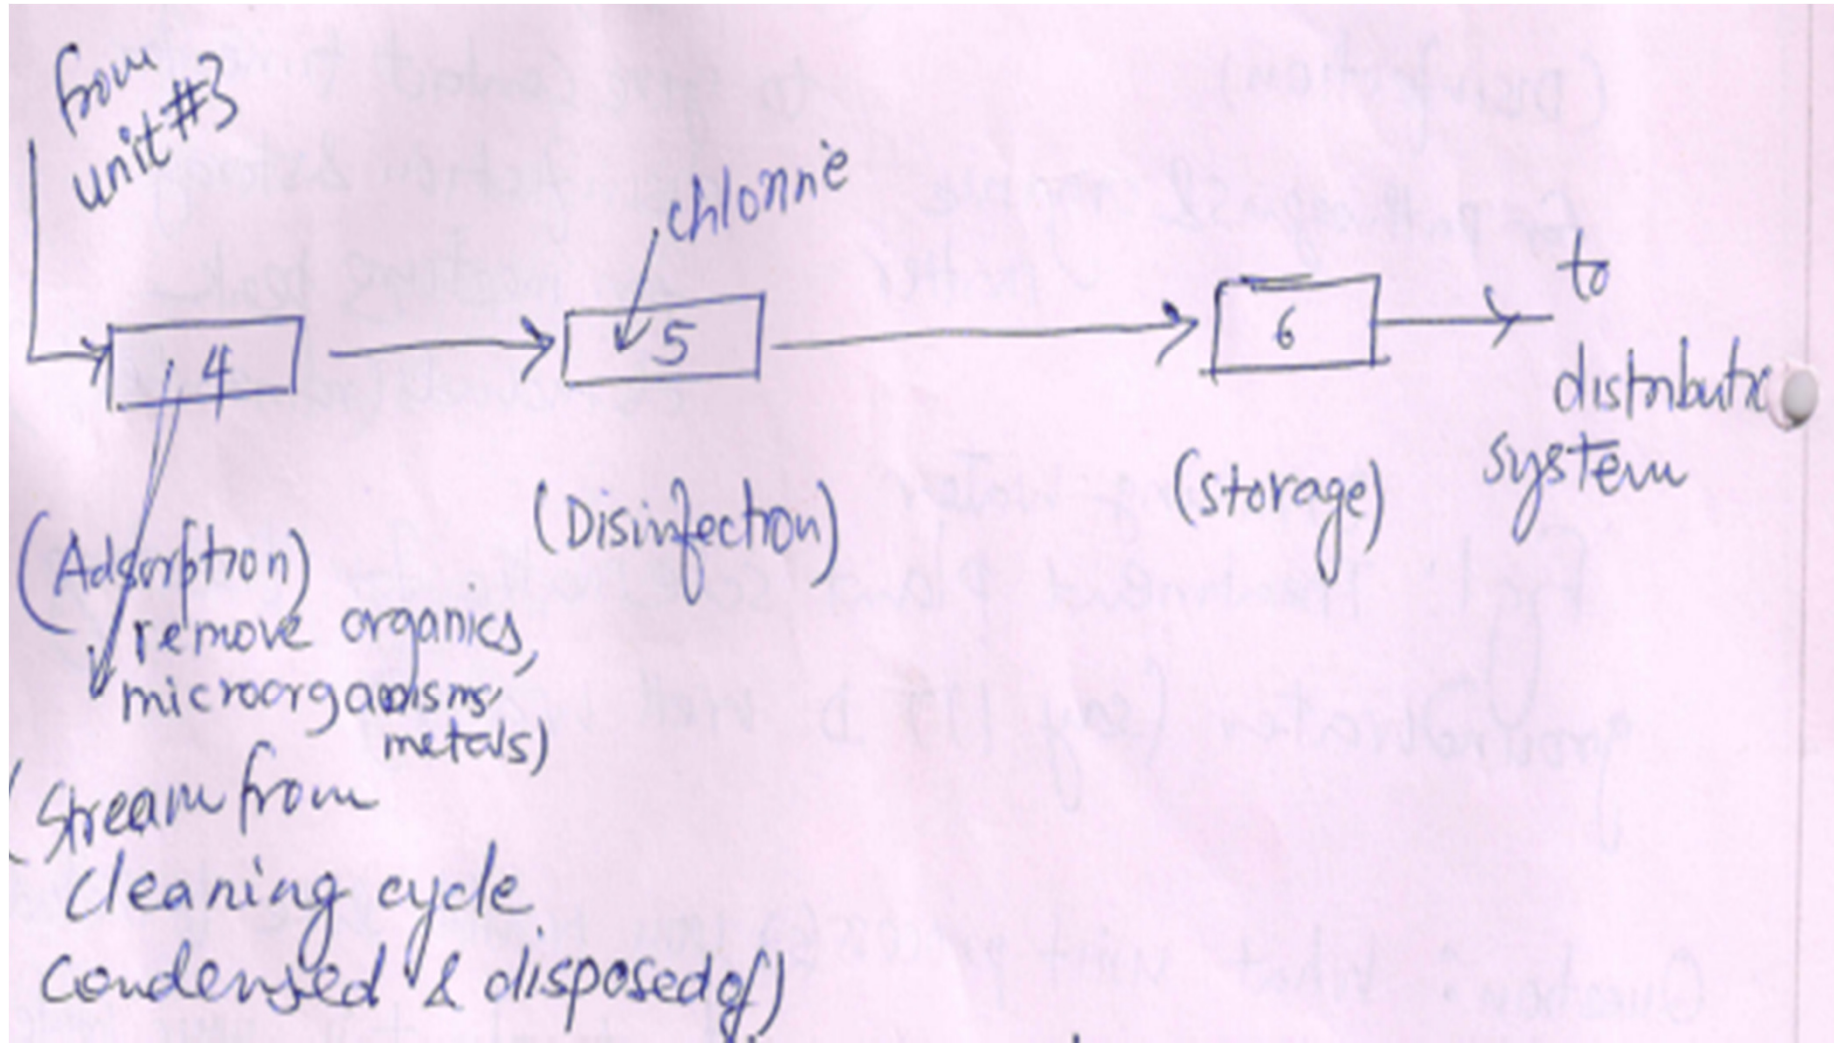 from
unit #3
chlorine
4
5
6
to
distributi
system
(Adsorption)
(Disinfection)
(storage)
remove organics,
microorganisms,
metals)
(Stream from
Cleaning cycle
Condensed & disposed of)